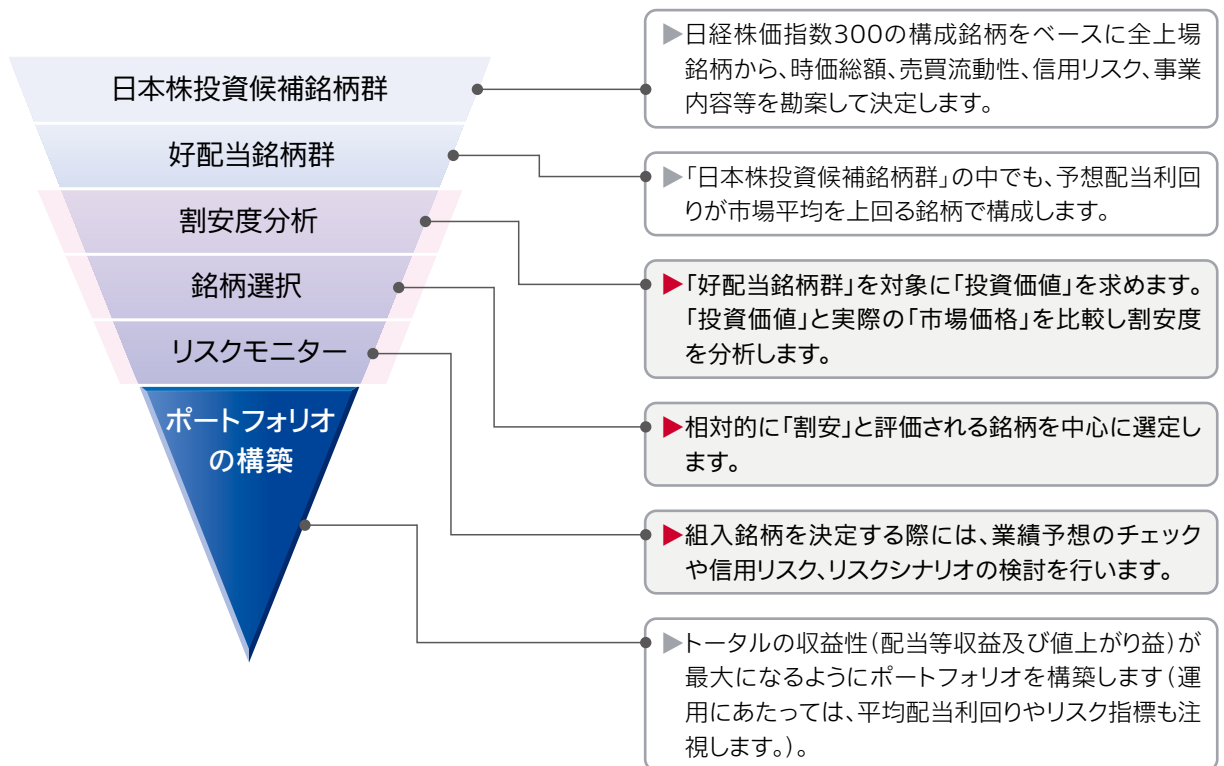 日本株投資候補銘柄群
好配当銘柄群
割安度分析
銘柄選択
リスクモニター
ポートフォリオ
の構築
▶日経株価指数300の構成銘柄をベースに全上場
銘柄から、時価総額、売買流動性、信用リスク、事業
内容等を勘案して決定します。
▶「日本株投資候補銘柄群」の中でも、予想配当利回
りが市場平均を上回る銘柄で構成します。
▶「好配当銘柄群」を対象に「投資価値」を求めます。
「投資価値」と実際の「市場価格」を比較し割安度
を分析します。
▶相対的に「割安」と評価される銘柄を中心に選定し
ます。
▶組入銘柄を決定する際には、業績予想のチェック
や信用リスク、リスクシナリオの検討を行います。
▶トータルの収益性(配当等収益及び値上がり益)が
最大になるようにポートフォリオを構築します(運
用にあたっては、平均配当利回りやリスク指標も注
視します。)。